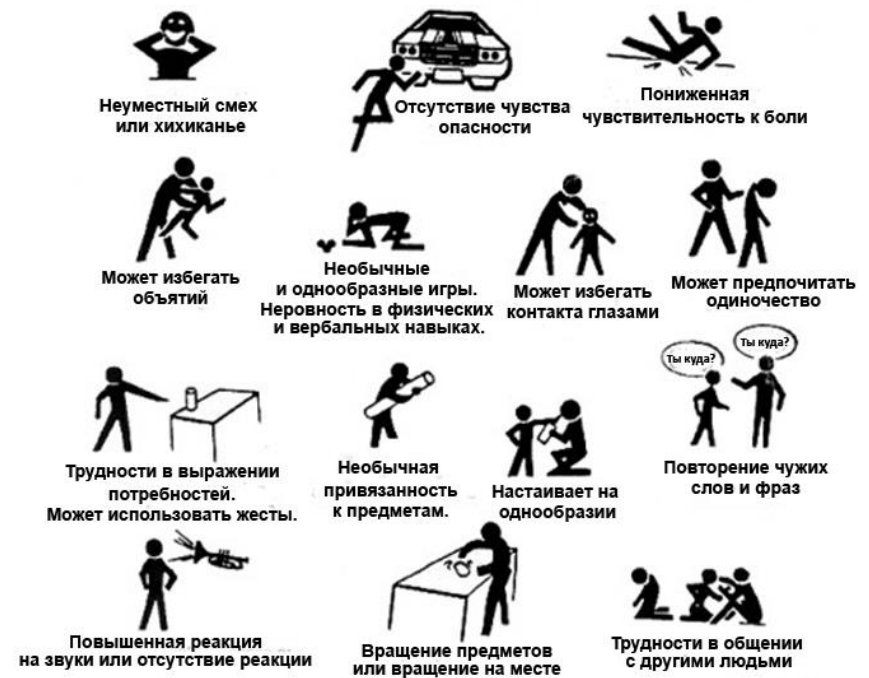 Неуместный смех
или хихиканье
Отсутствие чувства
опасности
Пониженная
чувствительность к боли
Может избегать
объятий
Необычные
и однообразные игры.
Неровность в физических
и вербальных навыках.
Может избегать
контакта глазами
Может предпочитать
одиночество
Трудности в выражении
потребностей.
Может использовать жесты.
Необычная
привязанность
к предметам.
Настаивает на
однообразии
Ты куда?
Ты куда?
Повторение чужих
слов и фраз
Повышенная реакция
на звуки или отсутствие реакции
Вращение предметов
или вращение на месте
Трудности в общении
с другими людьми